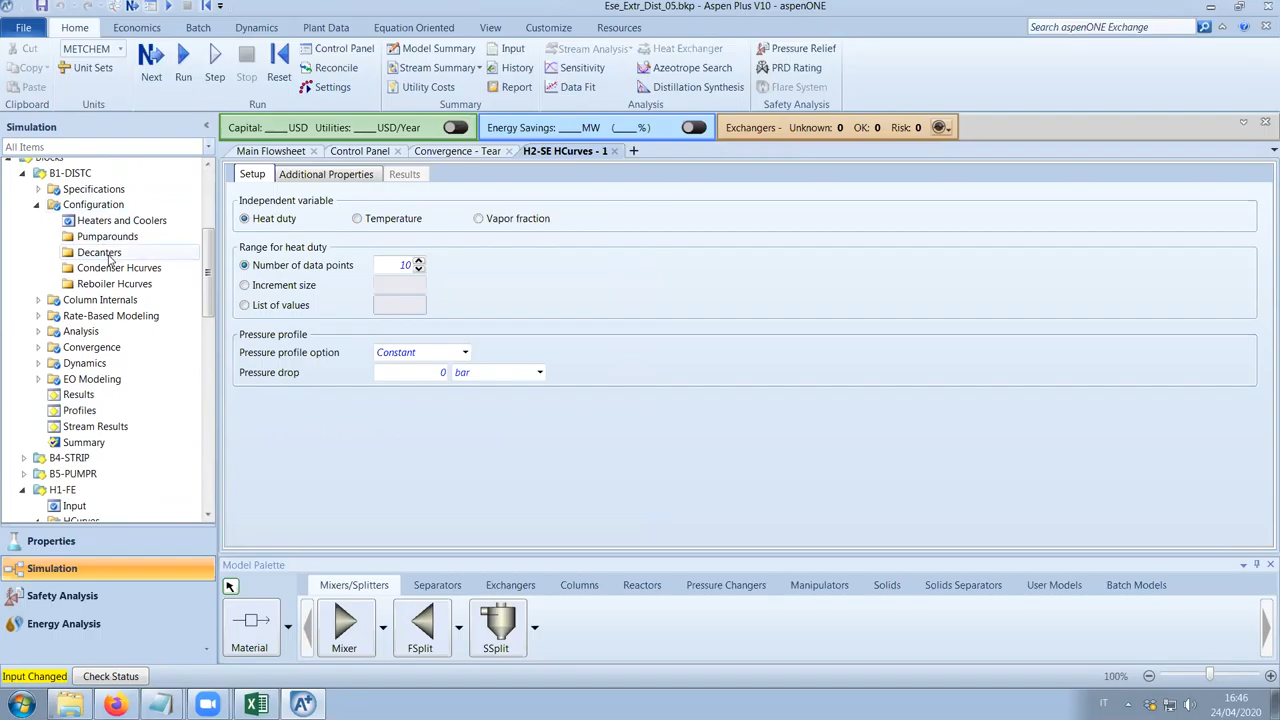 Ese_Extr_Dist_05.bkp - Aspen Plus V10 - aspenONE
File Home Economics Batch Dynamics Plant Data Equation Oriented View Customize Resources Search aspenONE Exchange
Cut METCHEM Next Run Step Stop Reset Control Panel Model Summary Input Stream Analysis Heat Exchanger Pressure Relief
Copy Unit Sets Reconcile Stream Summary History Sensitivity Azeotrope Search PRD Rating
Paste Settings Utility Costs Report Data Fit Distillation Synthesis Flare System
Clipboard Units Run Summary Analysis Safety Analysis
Simulation
Capital: ____ USD Utilities: ____ USD/Year Energy Savings: ____ MW (____%) Exchangers - Unknown: 0 OK: 0 Risk: 0
All Items
Main Flowsheet Control Panel Convergence - Tear H2-SE HCurves - 1
Blocks
B1-DISTC
Specifications
Configuration
Heaters and Coolers
Pumparounds
Decanters
Condenser Hcurves
Reboiler Hcurves
Column Internals
Rate-Based Modeling
Analysis
Convergence
Dynamics
EO Modeling
Results
Profiles
Stream Results
Summary
B4-STRIP
B5-PUMPR
H1-FE
Input
HCurves
Setup Additional Properties Results
Independent variable
Heat duty Temperature Vapor fraction
Range for heat duty
Number of data points 10
Increment size
List of values
Pressure profile
Pressure profile option Constant
Pressure drop 0 bar
Properties
Simulation
Safety Analysis
Energy Analysis
Model Palette
Mixers/Splitters Separators Exchangers Columns Reactors Pressure Changers Manipulators Solids Solids Separators User Models Batch Models
Material Mixer FSplit SSplit
Input Changed Check Status 100%
IT 16:46
24/04/2020